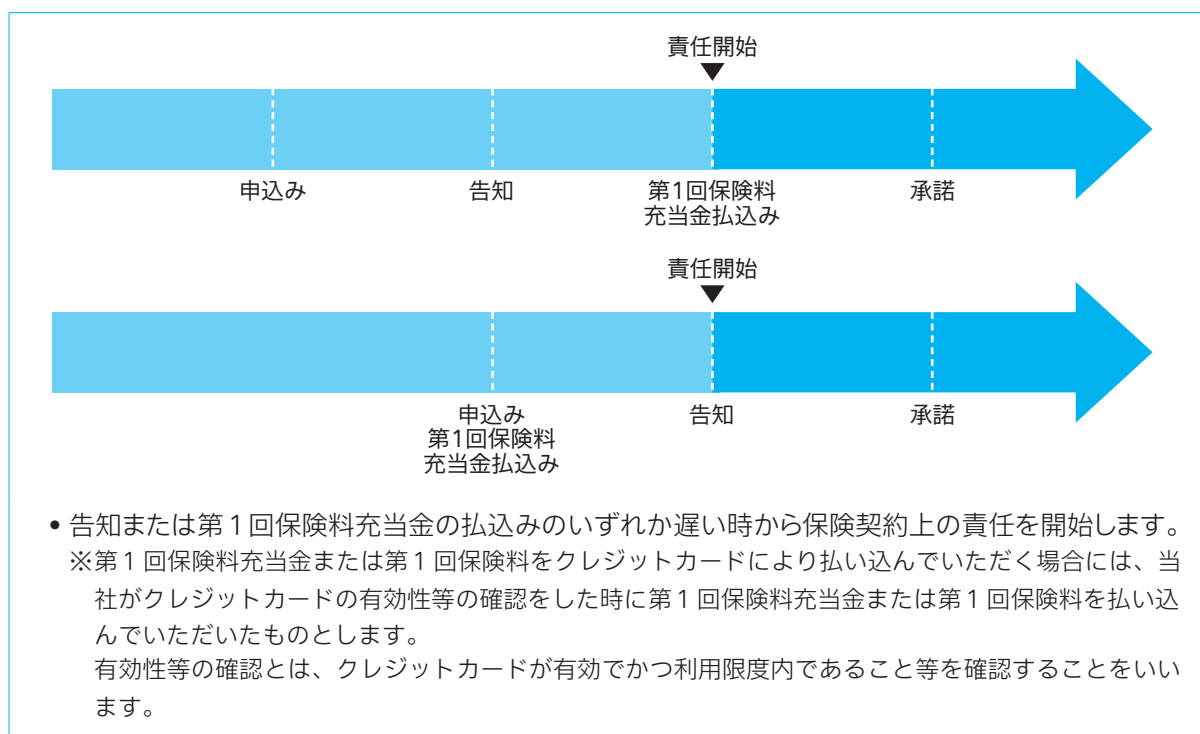 責任開始
申込み
告知
第1回保険料
充当金払込み
承諾
責任開始
申込み
第1回保険料
充当金払込み
告知
承諾
• 告知または第1回保険料充当金の払込みのいずれか遅い時から保険契約上の責任を開始します。
※第1回保険料充当金または第1回保険料をクレジットカードにより払い込んでいただく場合には、当
社がクレジットカードの有効性等の確認をした時に第1回保険料充当金または第1回保険料を払い込
んでいただいたものとします。
有効性等の確認とは、クレジットカードが有効でかつ利用限度内であること等を確認することをいい
ます。